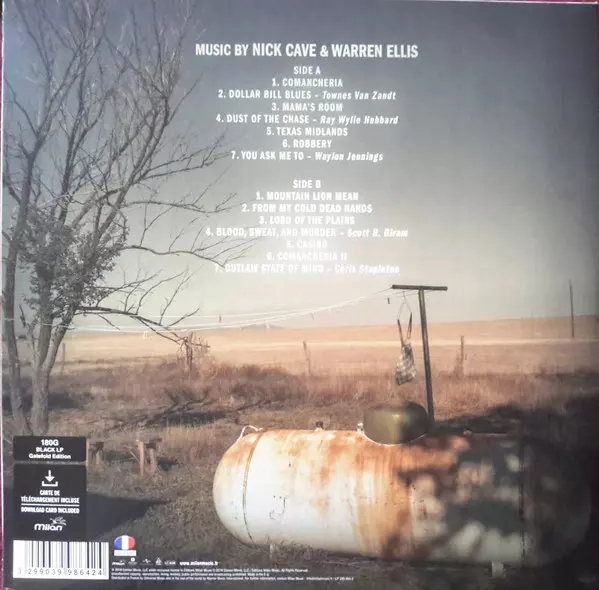 MUSIC BY NICK CAVE & WARREN ELLIS
SIDE A
1. COMANCHERIA
2. DOLLAR BILL BLUES – Townes Van Zandt
3. MAMA'S ROOM
4. DUST OF THE CHASE – Ray Wylie Hubbard
5. TEXAS MIDLANDS
6. ROBBERY
7. YOU ASK ME TO – Waylon Jennings
SIDE B
1. MOUNTAIN LION MEAN
2. FROM MY COLD DEAD HANDS
3. LORD OF THE PLAINS
4. BLOOD, SWEAT, AND MURDER – Scott H. Biram
5. CASINO
6. COMANCHERIA II
7. OUTLAW STATE OF MIND – Chris Stapleton
180G
BLACK LP
Gatefold Edition
CARTE DE
TÉLÉCHARGEMENT INCLUSE
DOWNLOAD CARD INCLUDED
milan
3 299039 986424
www.milanmusic.fr